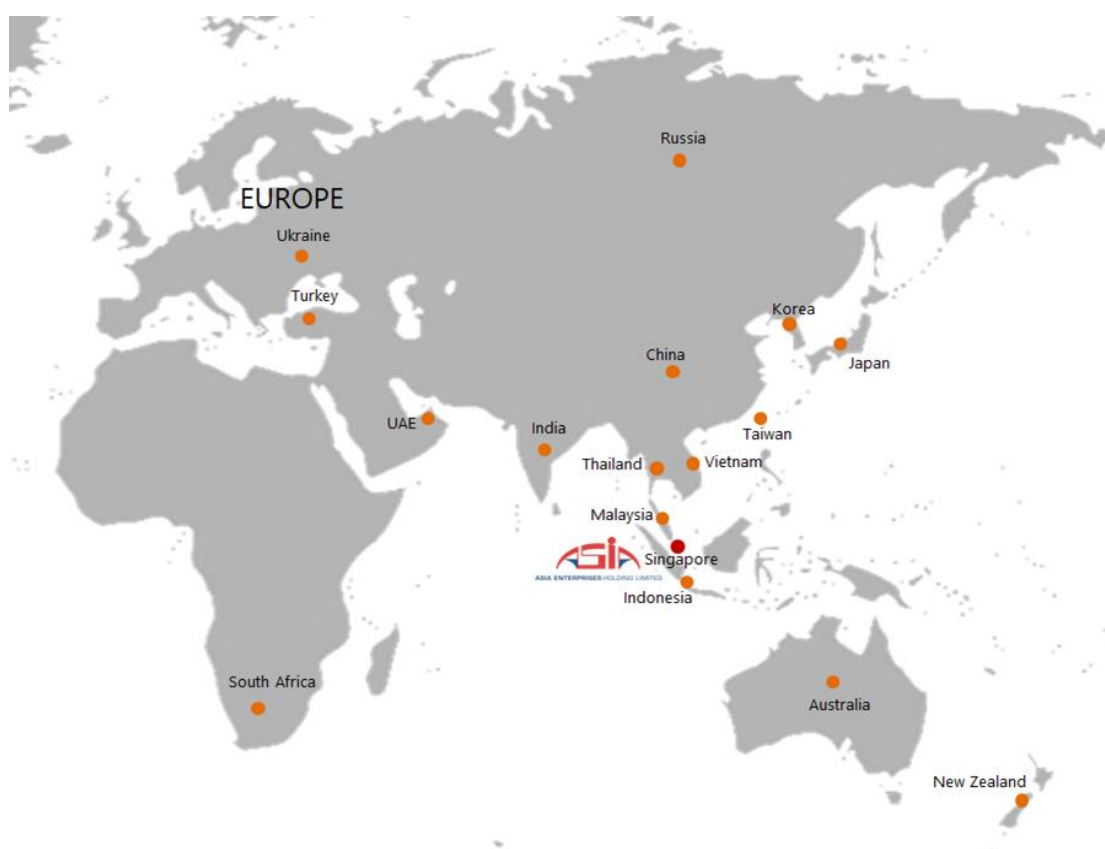 Russia
EUROPE
Ukraine
Turkey
Korea
China
Japan
UAE
India
Taiwan
Thailand
Vietnam
Malaysia
ASIA
Singapore
ASIA ENTERPRISES HOLDING LIMITED
Indonesia
South Africa
Australia
New Zealand